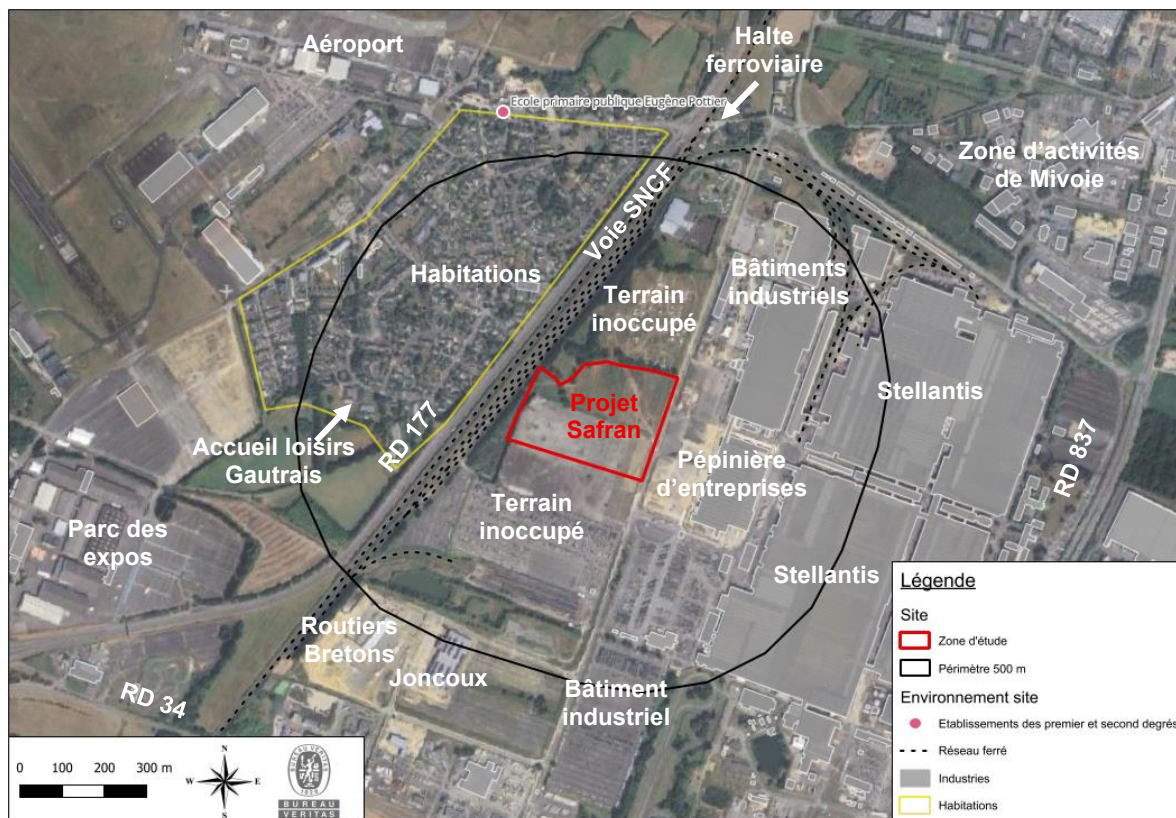 Aéroport
Halte
ferroviaire
Ecole primaire publique Eugène Pottier
Zone d'activités
de Mivoie
Voie SNCF
Habitations
Bâtiments
industriels
Terrain
inoccupé
Stellantis
Projet
Safran
Accueil loisirs
Gautrais
RD 177
RD 837
Pépinière
d'entreprises
Terrain
inoccupé
Parc des
expos
Stellantis
Routiers
Bretons
Joncoux
RD 34
Bâtiment
industriel
Légende
Site
Zone d'étude
Périmètre 500 m
Environnement site
Etablissements des premier et second degrés
Réseau ferré
Industries
Habitations
0 100 200 300 m
N
W E
S
BUREAU VERITAS
1828
BUREAU
VERITAS